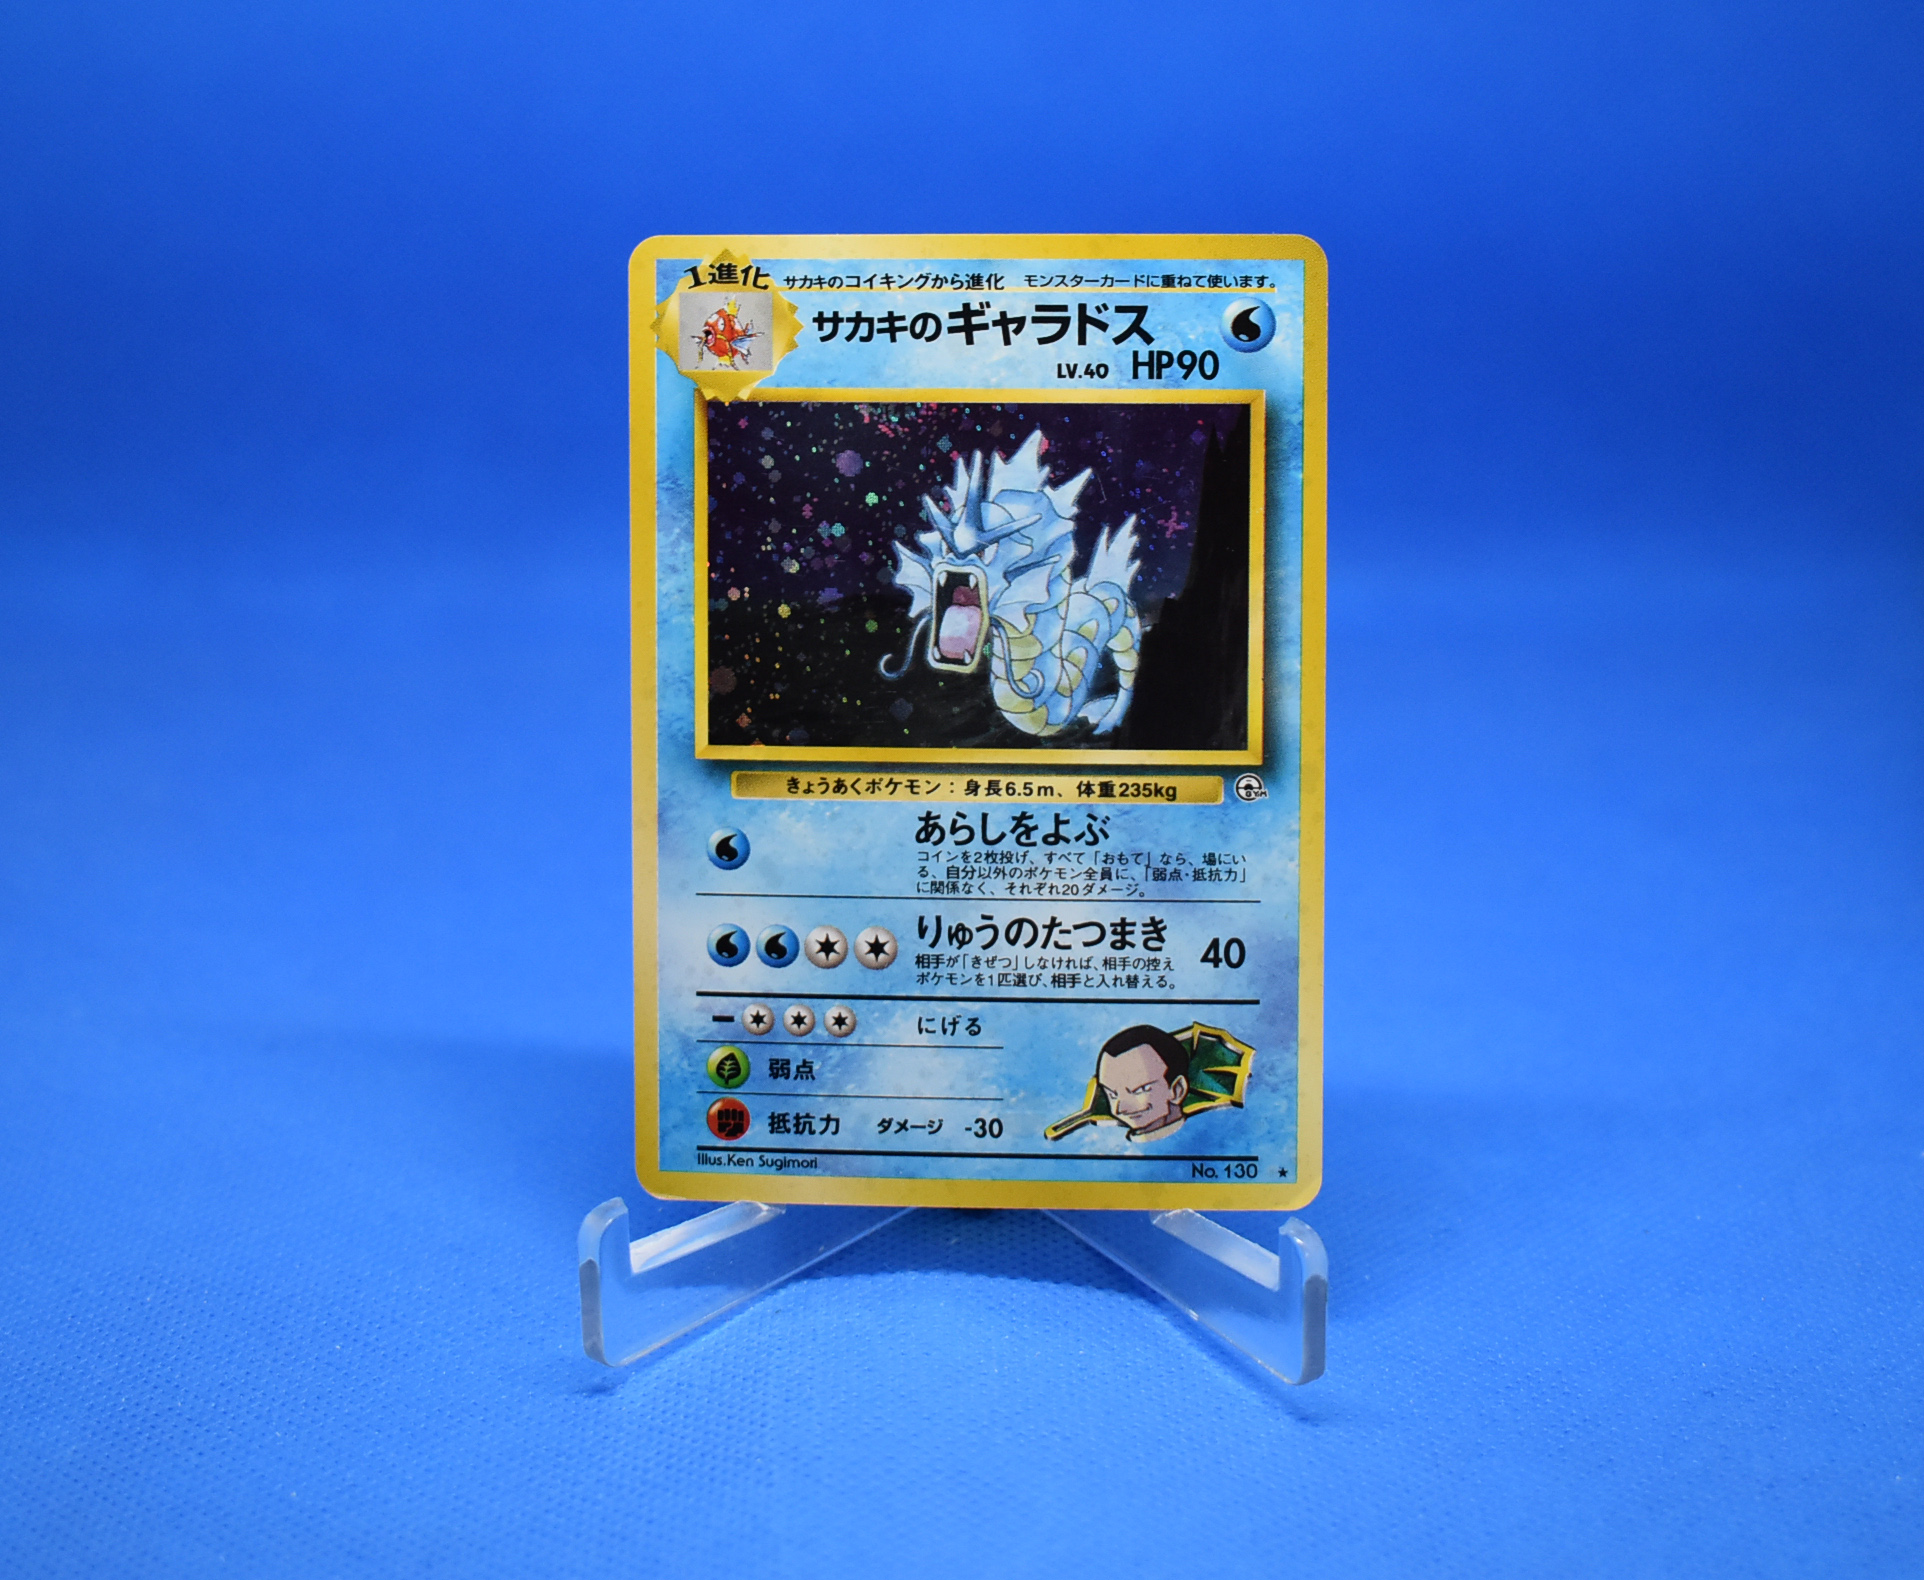 1進化 サカキのコイキングから進化 モンスターカードに重ねて使います。
サカキのギャラドス
LV.40 HP90
きょうあくポケモン：身長6.5m、体重235kg
GYM
あらしをよぶ
コインを2枚投げ、すべて「おもて」なら、場にい
る、自分以外のポケモン全員に、「弱点・抵抗力」
に関係なく、それぞれ20ダメージ。
りゅうのたつまき 40
相手が「きぜつ」しなければ、相手の控え
ポケモンを1匹選び、相手と入れ替える。
ー にげる
弱点
抵抗力 ダメージ -30
Illus.Ken Sugimori
No. 130 ★